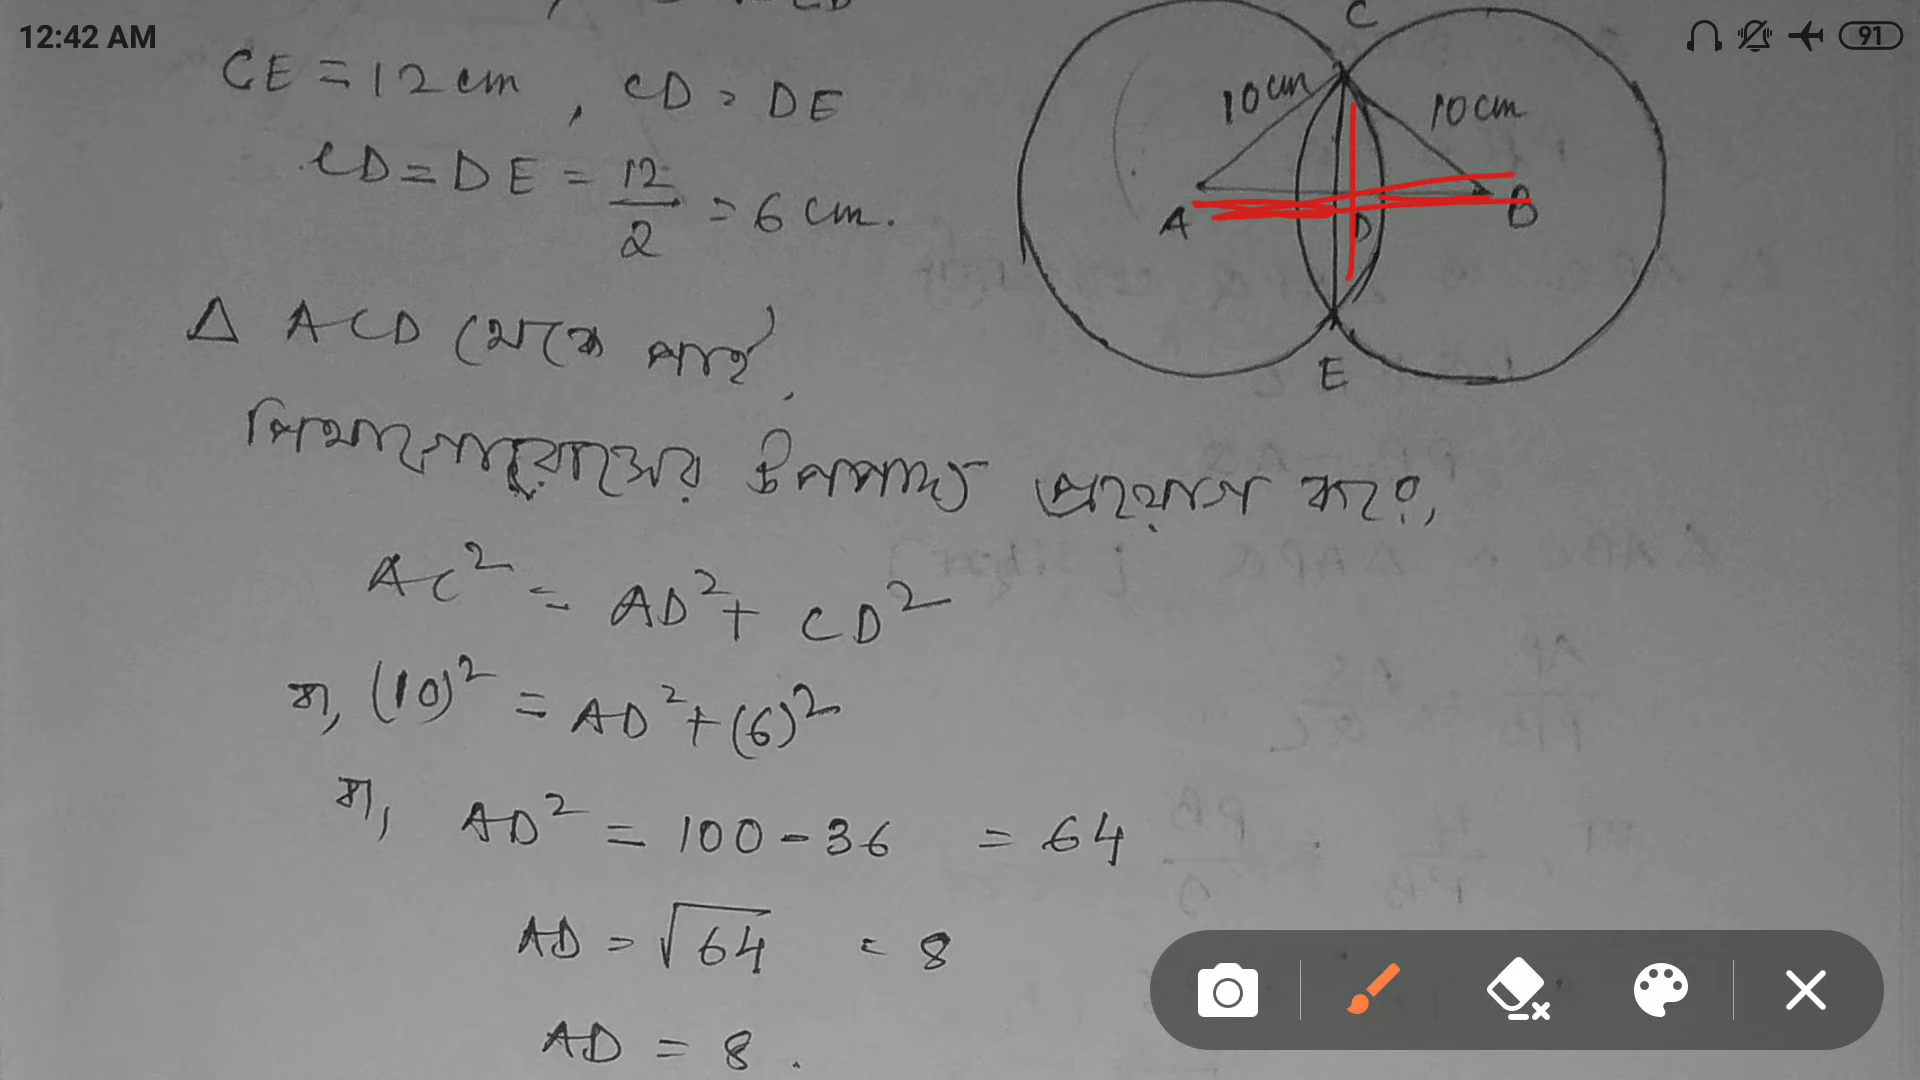 12:42 AM
91
CE = 12 cm, CD = DE
CD = DE = 12/2 = 6 cm.
C
10 cm
10 cm
A
D
B
E
△ ACD থেকে পাই,
পিথাগোরাসের উপপাদ্য প্রয়োগ করে,
AC² = AD² + CD²
বা, (10)² = AD² + (6)²
বা, AD² = 100 - 36 = 64
AD = √64 = 8
AD = 8.